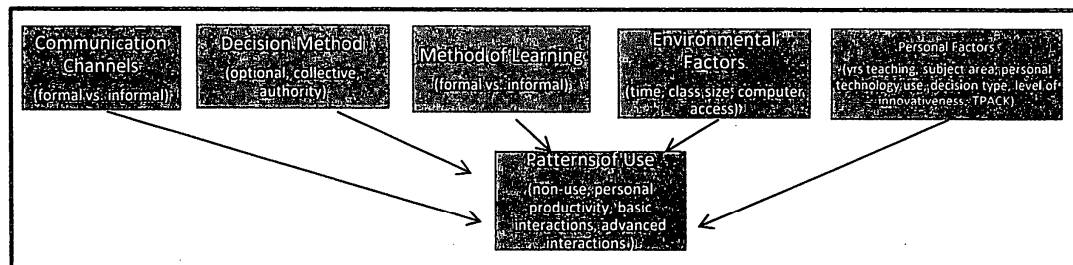 Communication
Channels
(formal vs. informal)
Decision Method
(optional, collective,
authority)
Method of Learning
(formal vs. informal)
Environmental
Factors
(time, class size, computer
access)
Personal Factors
(yrs teaching, subject area, personal
technology use, decision type, level of
innovativeness, TPACK)
Patterns of Use
(non-use, personal
productivity, basic
interactions, advanced
interactions)